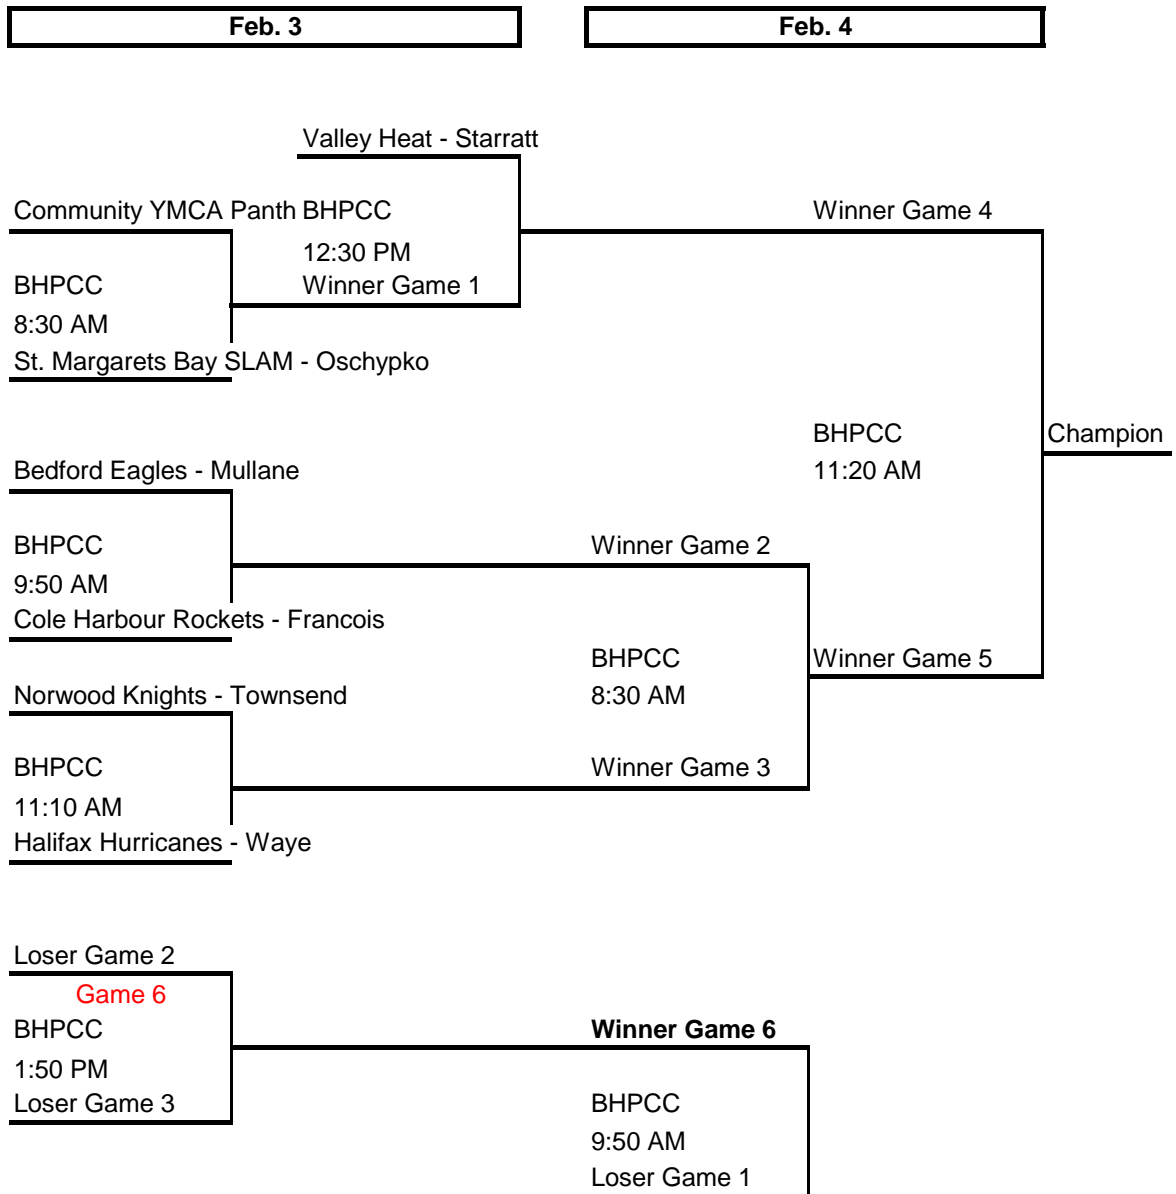 Feb. 3
Feb. 4
Valley Heat - Starratt
Community YMCA Panth
BHPCC
Winner Game 4
12:30 PM
BHPCC
Winner Game 1
8:30 AM
St. Margarets Bay SLAM - Oschypko
BHPCC
Champion
Bedford Eagles - Mullane
11:20 AM
BHPCC
Winner Game 2
9:50 AM
Cole Harbour Rockets - Francois
BHPCC
Winner Game 5
Norwood Knights - Townsend
8:30 AM
BHPCC
Winner Game 3
11:10 AM
Halifax Hurricanes - Waye
Loser Game 2
Game 6
BHPCC
Winner Game 6
1:50 PM
Loser Game 3
BHPCC
9:50 AM
Loser Game 1